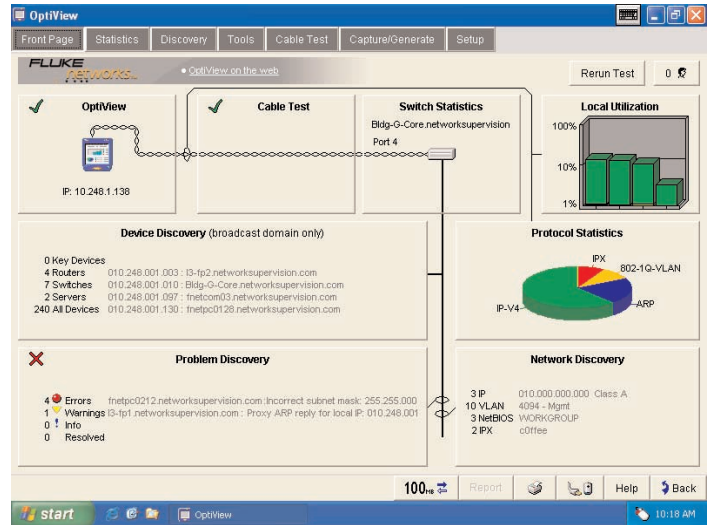 OptiView
Front Page Statistics Discovery Tools Cable Test Capture/Generate Setup
FLUKE networks
• OptiView on the web
Rerun Test 0
OptiView
IP: 10.248.1.138
Cable Test
Switch Statistics
Bldg-G-Core.networksupervision
Port 4
Local Utilization
100%
10%
1%
Device Discovery (broadcast domain only)
0 Key Devices
4 Routers 010.248.001.003 : l3-fp2.networksupervision.com
7 Switches 010.248.001.010 : Bldg-G-Core.networksupervision.com
2 Servers 010.248.001.097 : fnetcom03.networksupervision.com
240 All Devices 010.248.001.130 : fnetpc0128.networksupervision.com
Protocol Statistics
IPX
802-1Q-VLAN
ARP
IP-V4
Problem Discovery
4 Errors fnetpc0212.networksupervision.com:Incorrect subnet mask: 255.255.000
1 Warnings l3-fp1.networksupervision.com : Proxy ARP reply for local IP: 010.248.001
0 ! Info
0 Resolved
Network Discovery
3 IP 010.000.000.000 Class A
10 VLAN 4094 - Mgmt
3 NetBIOS WORKGROUP
2 IPX c0ffee
100MB Report Help Back
start OptiView 10:18 AM